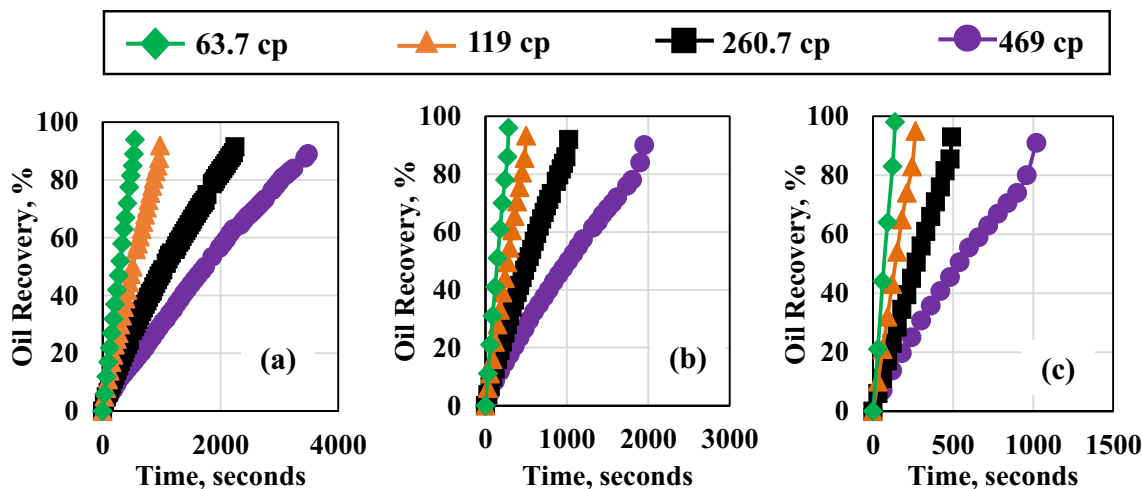 63.7 cp 119 cp 260.7 cp 469 cp
Oil Recovery, %
100
80
60
40
20
0
(a)
0 2000 4000
Time, seconds
Oil Recovery, %
100
80
60
40
20
0
(b)
0 1000 2000 3000
Time, seconds
Oil Recovery, %
100
80
60
40
20
0
(c)
0 500 1000 1500
Time, seconds